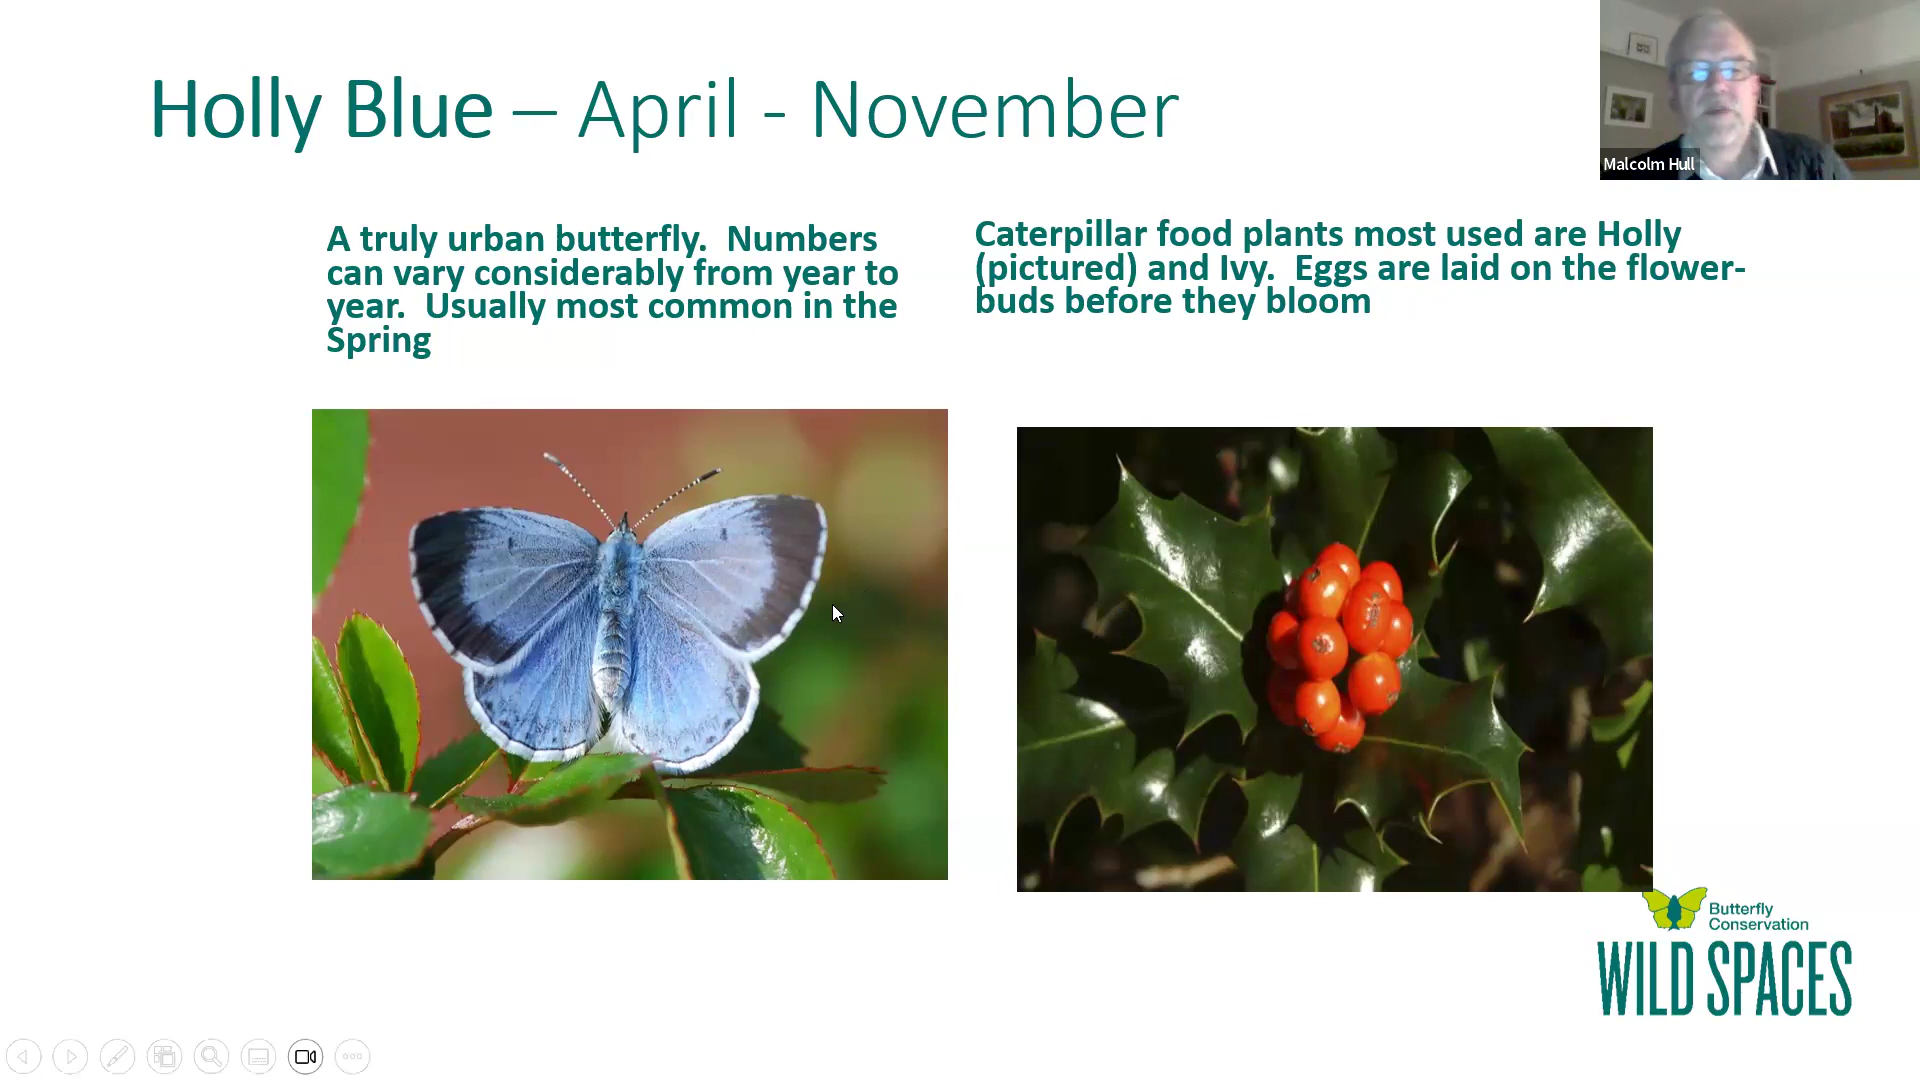 Holly Blue – April - November
Malcolm Hull
A truly urban butterfly.  Numbers
can vary considerably from year to
year.  Usually most common in the
Spring
Caterpillar food plants most used are Holly
(pictured) and Ivy.  Eggs are laid on the flower-
buds before they bloom
Butterfly
Conservation
WILD SPACES